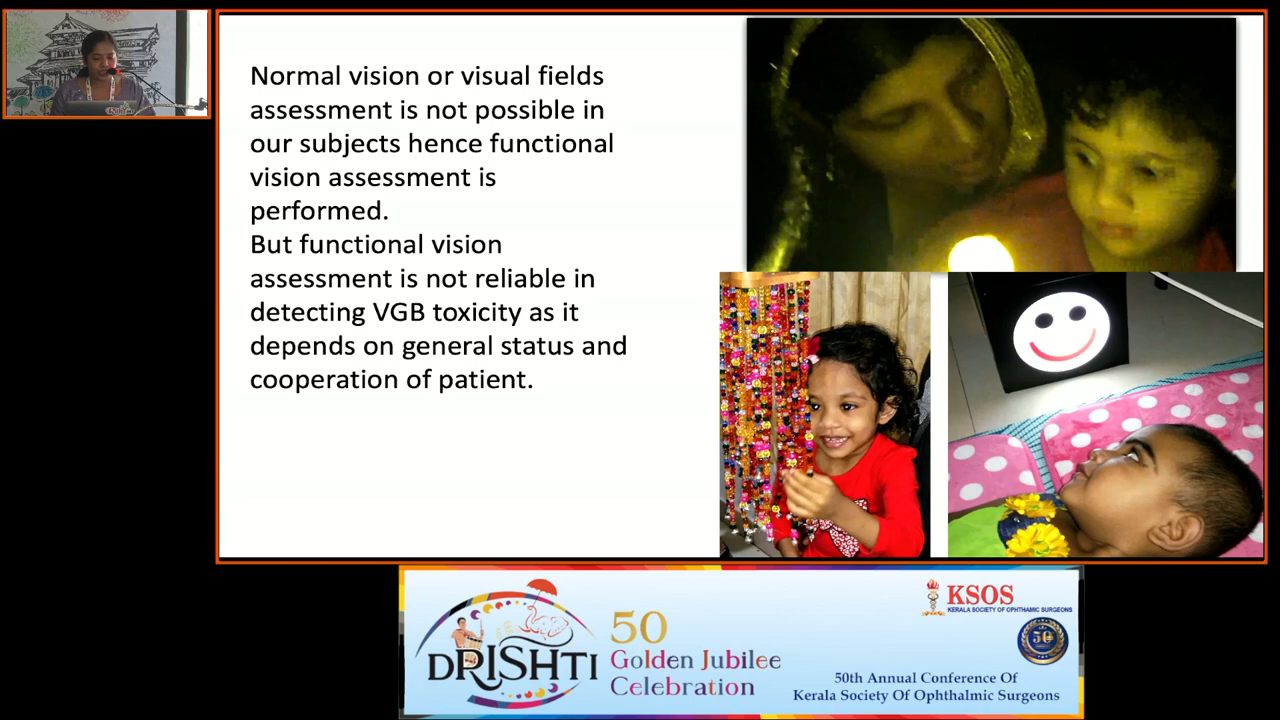 Normal vision or visual fields
assessment is not possible in
our subjects hence functional
vision assessment is
performed.
But functional vision
assessment is not reliable in
detecting VGB toxicity as it
depends on general status and
cooperation of patient.
DRISHTI
50
Golden Jubilee
Celebration
KSOS
KERALA SOCIETY OF OPHTHAMIC SURGEONS
50
50th Annual Conference Of
Kerala Society Of Ophthalmic Surgeons